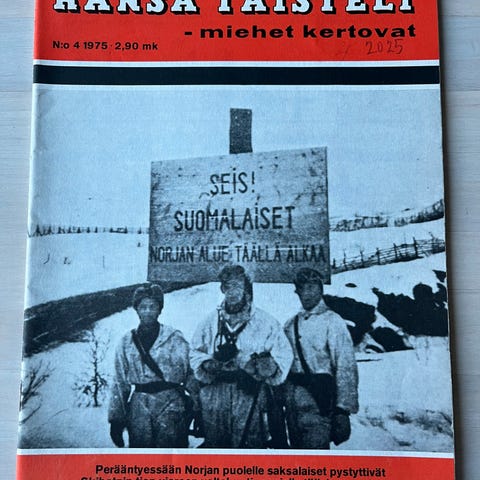 KANSA TAISTELI
- miehet kertovat
N:o 4 1975 · 2,90 mk
2025
SEIS!
SUOMALAISET
NORJAN ALUE TÄÄLLÄ ALKAA
Perääntyessään Norjan puolelle saksalaiset pystyttivät